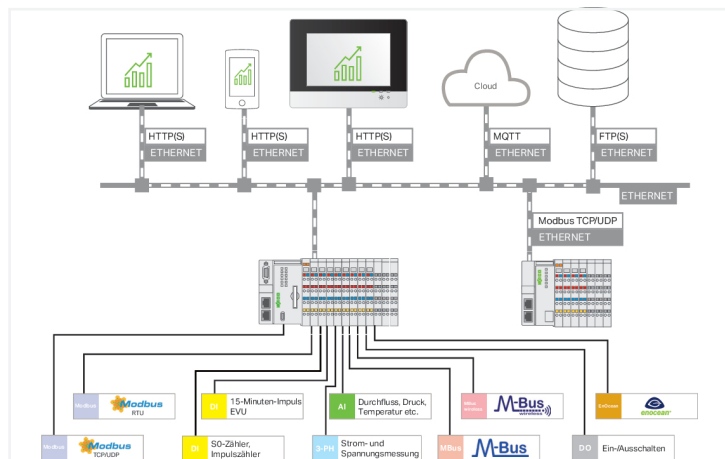 Cloud
HTTP(S)
ETHERNET
HTTP(S)
ETHERNET
HTTP(S)
ETHERNET
MQTT
ETHERNET
FTP(S)
ETHERNET
ETHERNET
Modbus TCP/UDP
ETHERNET
Modbus
Modbus
RTU
DI
15-Minuten-Impuls
EVU
AI
Durchfluss, Druck,
Temperatur etc.
MBus
wireless
M-Bus
wireless
EnOcean
enocean®
Modbus
Modbus
TCP/UDP
DI
S0-Zähler,
Impulszähler
3-PH
Strom- und
Spannungsmessung
MBus
M-Bus
DO
Ein-/Ausschalten